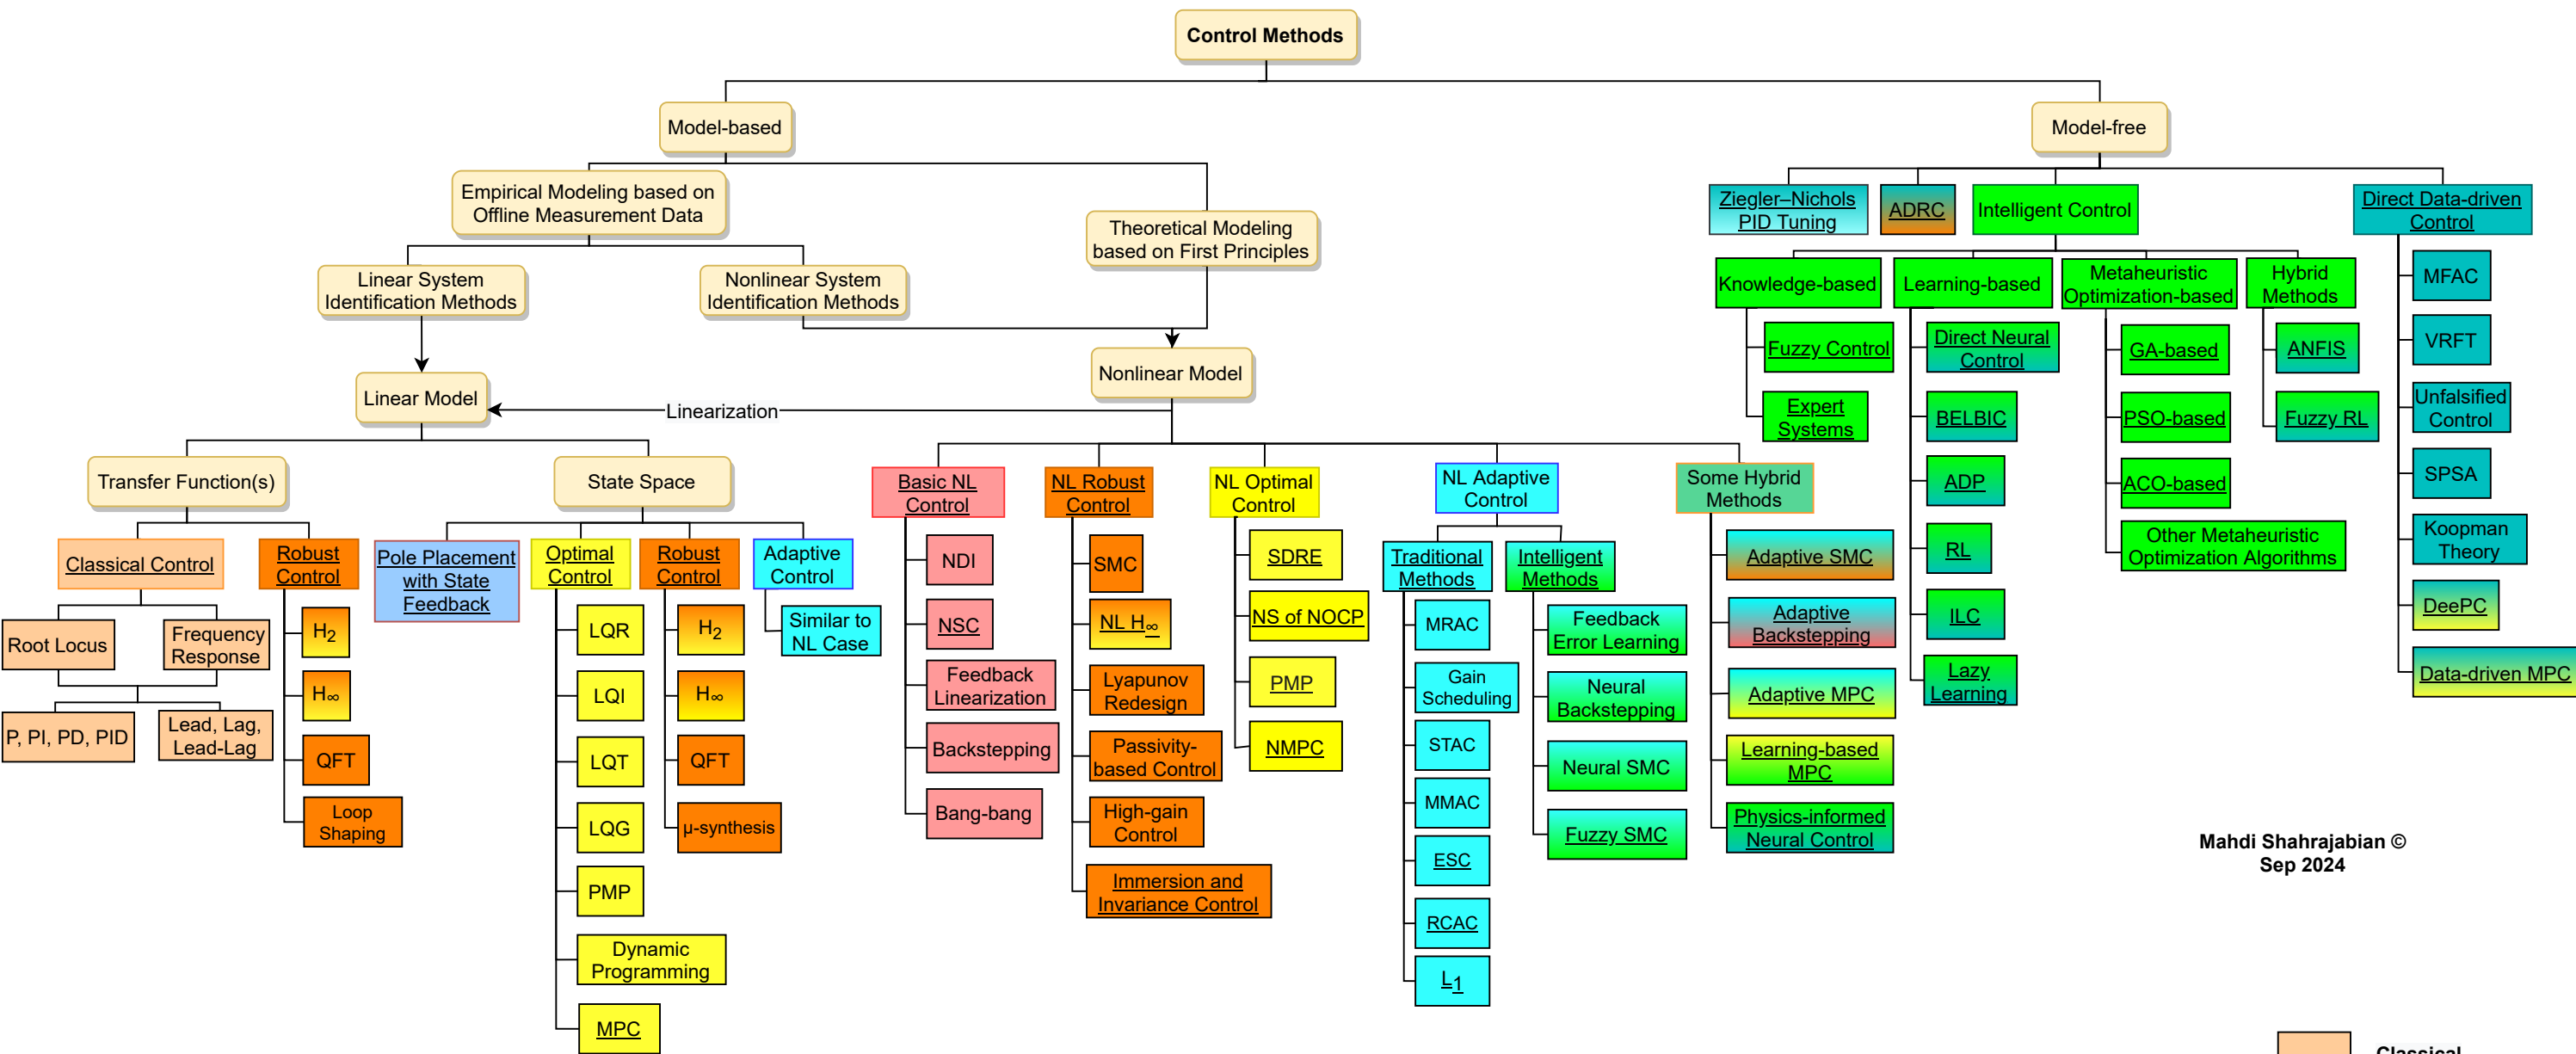 Control Methods
Model-based
Model-free
Empirical Modeling based on
Offline Measurement Data
Theoretical Modeling
based on First Principles
Linear System
Identification Methods
Nonlinear System
Identification Methods
Linear Model
Nonlinear Model
Linearization
Transfer Function(s)
State Space
Classical Control
Root Locus
Frequency
Response
P, PI, PD, PID
Lead, Lag,
Lead-Lag
Robust
Control
H2
H∞
QFT
Loop
Shaping
Pole Placement
with State
Feedback
Optimal
Control
LQR
LQI
LQT
LQG
PMP
Dynamic
Programming
MPC
Robust
Control
H2
H∞
QFT
μ-synthesis
Adaptive
Control
Similar to
NL Case
Basic NL
Control
NDI
NSC
Feedback
Linearization
Backstepping
Bang-bang
NL Robust
Control
SMC
NL H∞
Lyapunov
Redesign
Passivity-
based Control
High-gain
Control
Immersion and
Invariance Control
NL Optimal
Control
SDRE
NS of NOCP
PMP
NMPC
NL Adaptive
Control
Traditional
Methods
MRAC
Gain
Scheduling
STAC
MMAC
ESC
RCAC
L1
Intelligent
Methods
Feedback
Error Learning
Neural
Backstepping
Neural SMC
Fuzzy SMC
Some Hybrid
Methods
Adaptive SMC
Adaptive
Backstepping
Adaptive MPC
Learning-based
MPC
Physics-informed
Neural Control
Ziegler–Nichols
PID Tuning
ADRC
Intelligent Control
Direct Data-driven
Control
Knowledge-based
Fuzzy Control
Expert
Systems
Learning-based
Direct Neural
Control
BELBIC
ADP
RL
ILC
Lazy
Learning
Metaheuristic
Optimization-based
GA-based
PSO-based
ACO-based
Other Metaheuristic
Optimization Algorithms
Hybrid
Methods
ANFIS
Fuzzy RL
MFAC
VRFT
Unfalsified
Control
SPSA
Koopman
Theory
DeePC
Data-driven MPC
Mahdi Shahrajabian ©
Sep 2024
Classical